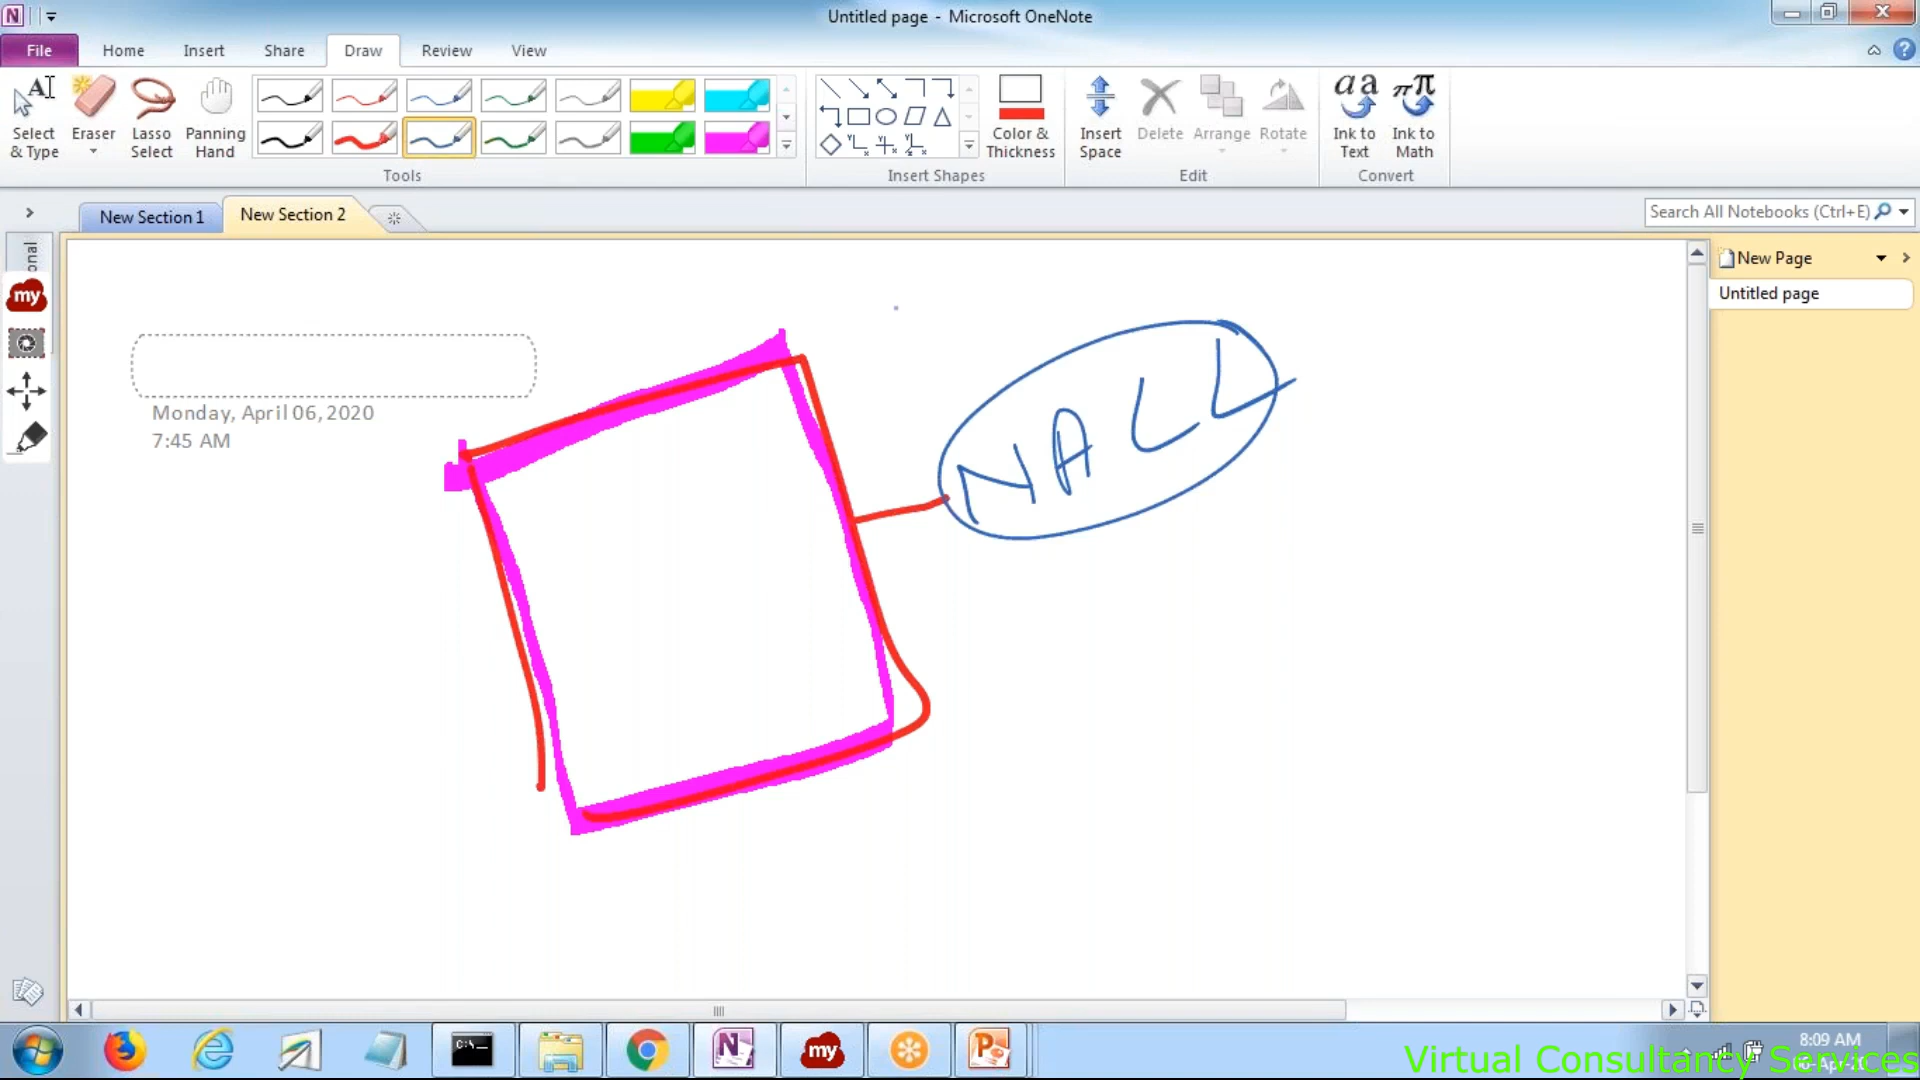 Untitled page - Microsoft OneNote
File Home Insert Share Draw Review View
Select & Type
Eraser
Lasso Select
Panning Hand
Color & Thickness
Insert Space
Delete
Arrange
Rotate
Ink to Text
Ink to Math
Tools
Insert Shapes
Edit
Convert
New Section 1
New Section 2
Search All Notebooks (Ctrl+E)
onal
my
New Page
Untitled page
Monday, April 06, 2020
7:45 AM
NALL
C:\_
my
8:09 AM
Virtual Consultancy Services